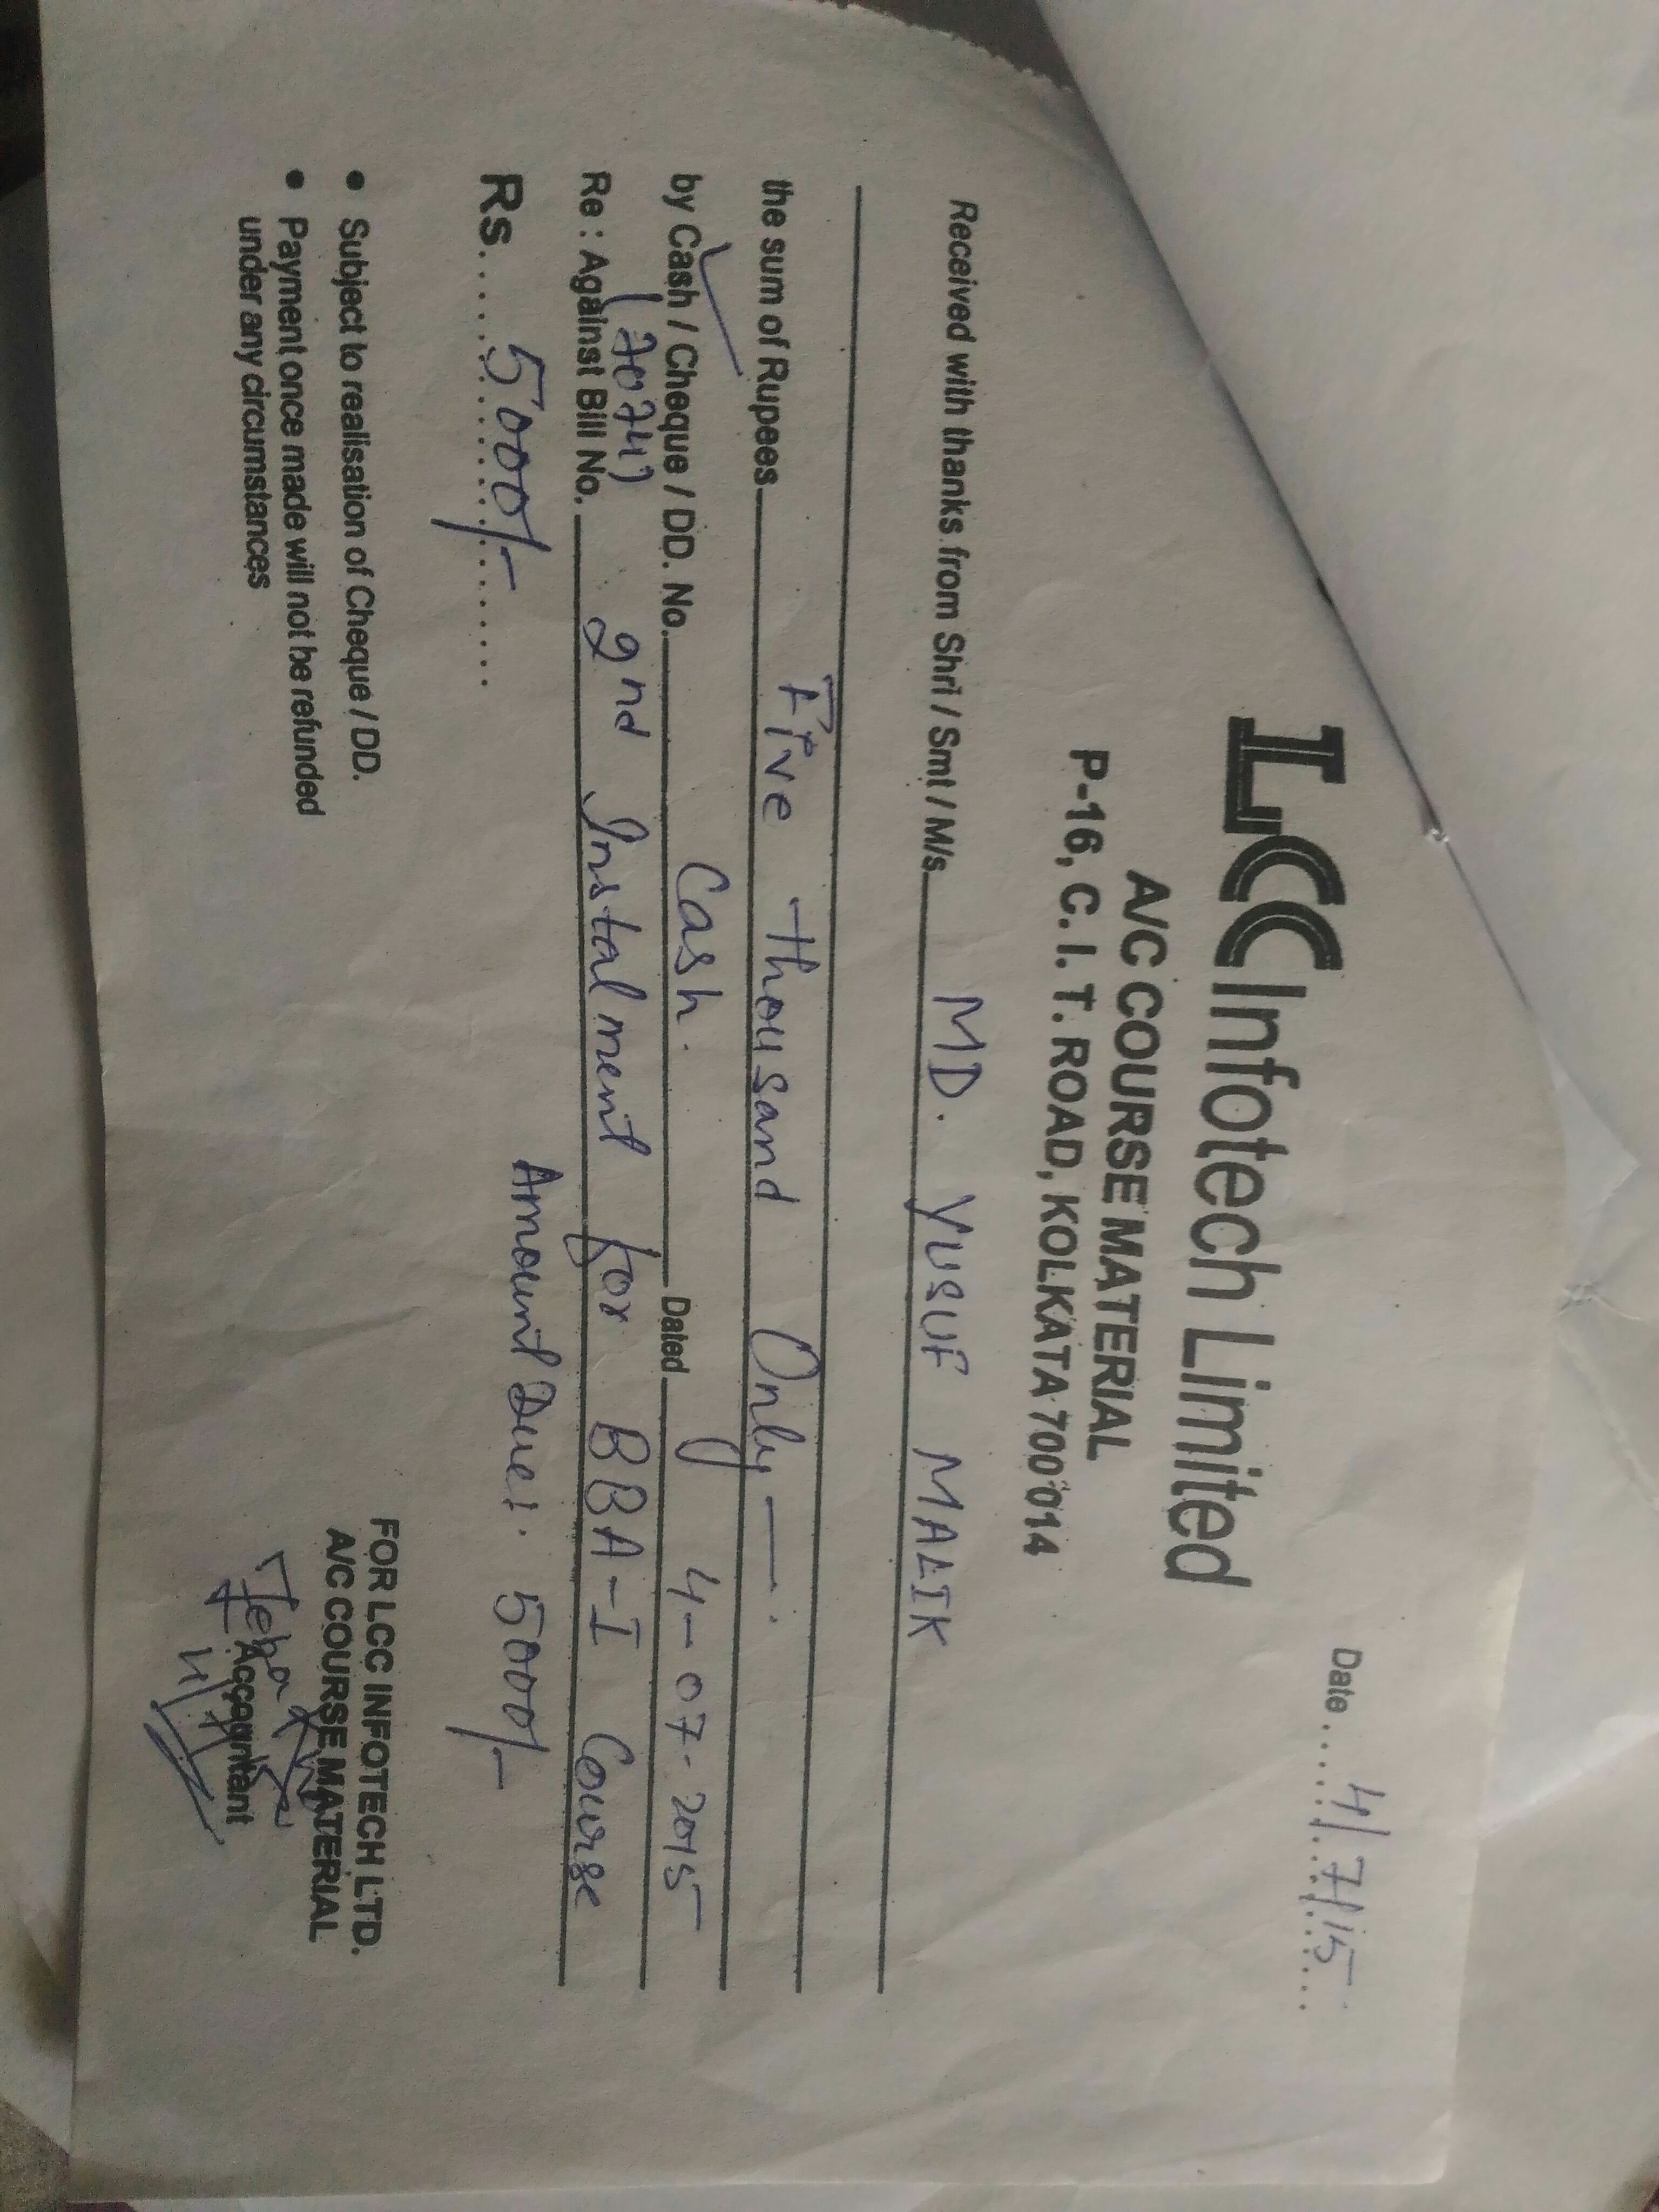 Date.... 4/7/15
LCC Infotech Limited
A/C COURSE MATERIAL
P-16, C. I. T. ROAD, KOLKATA 700 014
Received with thanks from Shri / Smt / M/s. MD. YUSUF MALIK
the sum of Rupees Five thousand Only —.
by Cash / Cheque / DD. No. Cash. Dated 4-07-2015
(7074)
Re : Against Bill No. 2nd Instalment for BBA-I Course
Rs. 5000/-
Amount Due: 5000/-
• Subject to realisation of Cheque / DD.
• Payment once made will not be refunded
under any circumstances
FOR LCC INFOTECH LTD.
A/C COURSE MATERIAL
Accountant